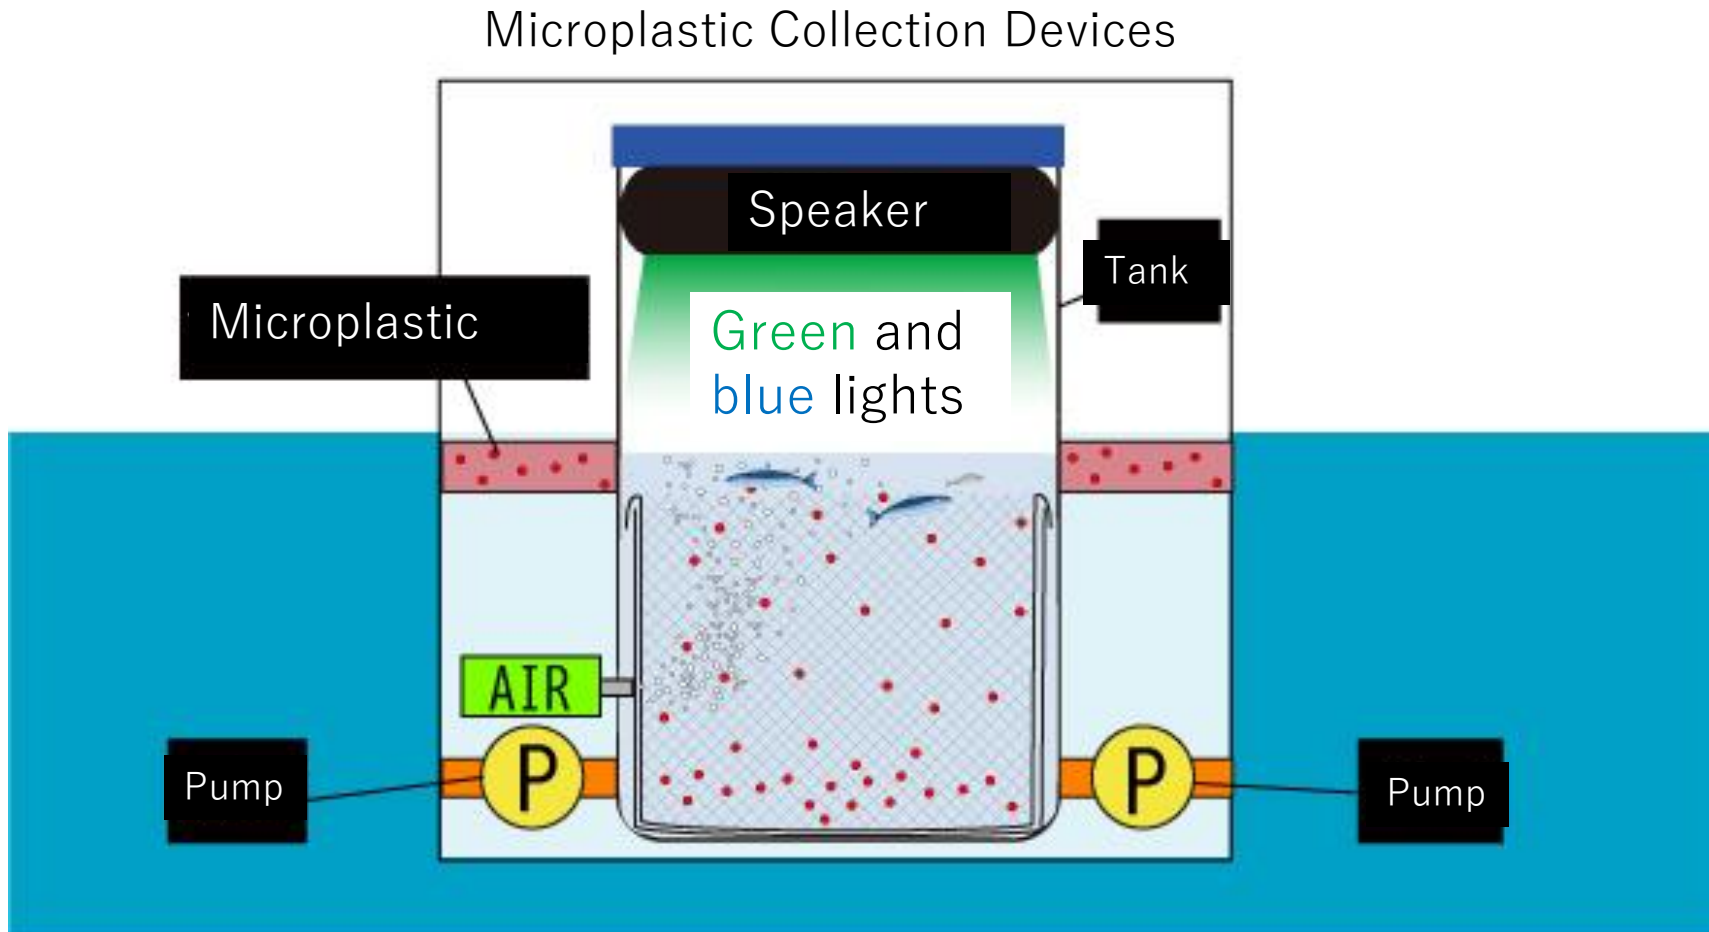 Microplastic Collection Devices
Speaker
Tank
Microplastic
Green and
blue lights
AIR
P
P
Pump
Pump